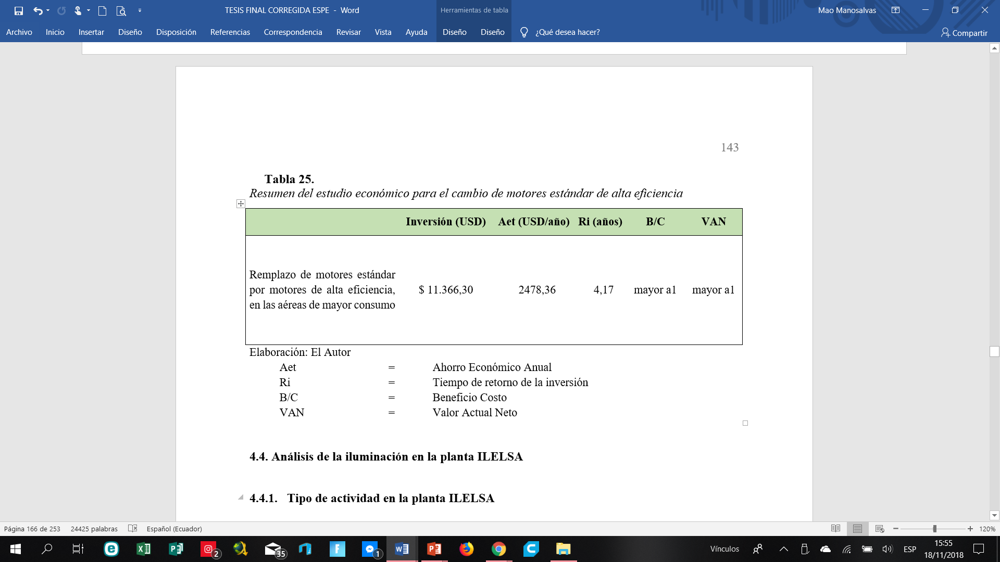 TESIS FINAL CORREGIDA ESPE - Word
Herramientas de tabla
Mao Manosalvas
Archivo Inicio Insertar Diseño Disposición Referencias Correspondencia Revisar Vista Ayuda Diseño Diseño ¿Qué desea hacer? Compartir
143
Tabla 25.
Resumen del estudio económico para el cambio de motores estándar de alta eficiencia
Inversión (USD) Aet (USD/año) Ri (años) B/C VAN
Remplazo de motores estándar
por motores de alta eficiencia,
en las aéreas de mayor consumo
$ 11.366,30 2478,36 4,17 mayor a1 mayor a1
Elaboración: El Autor
Aet = Ahorro Económico Anual
Ri = Tiempo de retorno de la inversión
B/C = Beneficio Costo
VAN = Valor Actual Neto
4.4. Análisis de la iluminación en la planta ILELSA
4.4.1. Tipo de actividad en la planta ILELSA
Página 166 de 253 24425 palabras Español (Ecuador) 120%
2 35 1 Vínculos ESP
15:55
18/11/2018